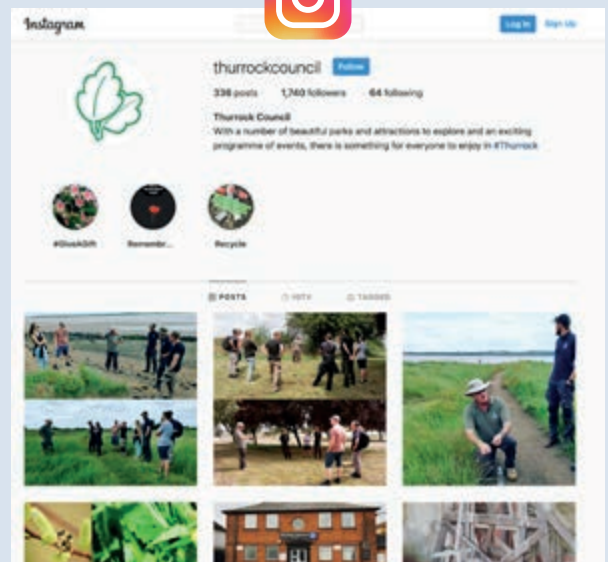 Instagram
Log In Sign Up
thurrockcouncil Follow
336 posts 1,740 followers 64 following
Thurrock Council
With a number of beautiful parks and attractions to explore and an exciting
programme of events, there is something for everyone to enjoy in #Thurrock
#GiveAGift Remembr... Recycle
POSTS IGTV TAGGED